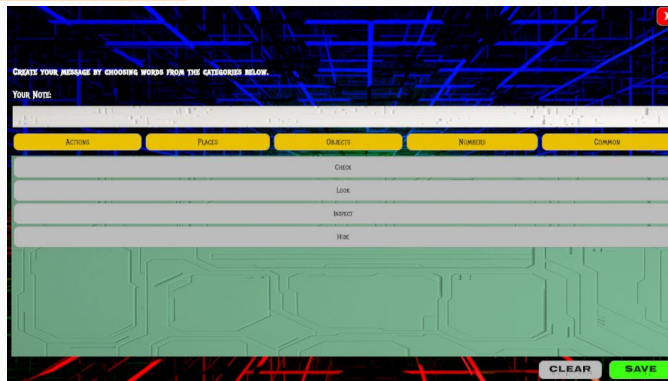 X
Create your message by choosing words from the categories below.
Your Note:
Actions Places Objects Numbers Common
Check
Look
Inspect
Hide
CLEAR SAVE